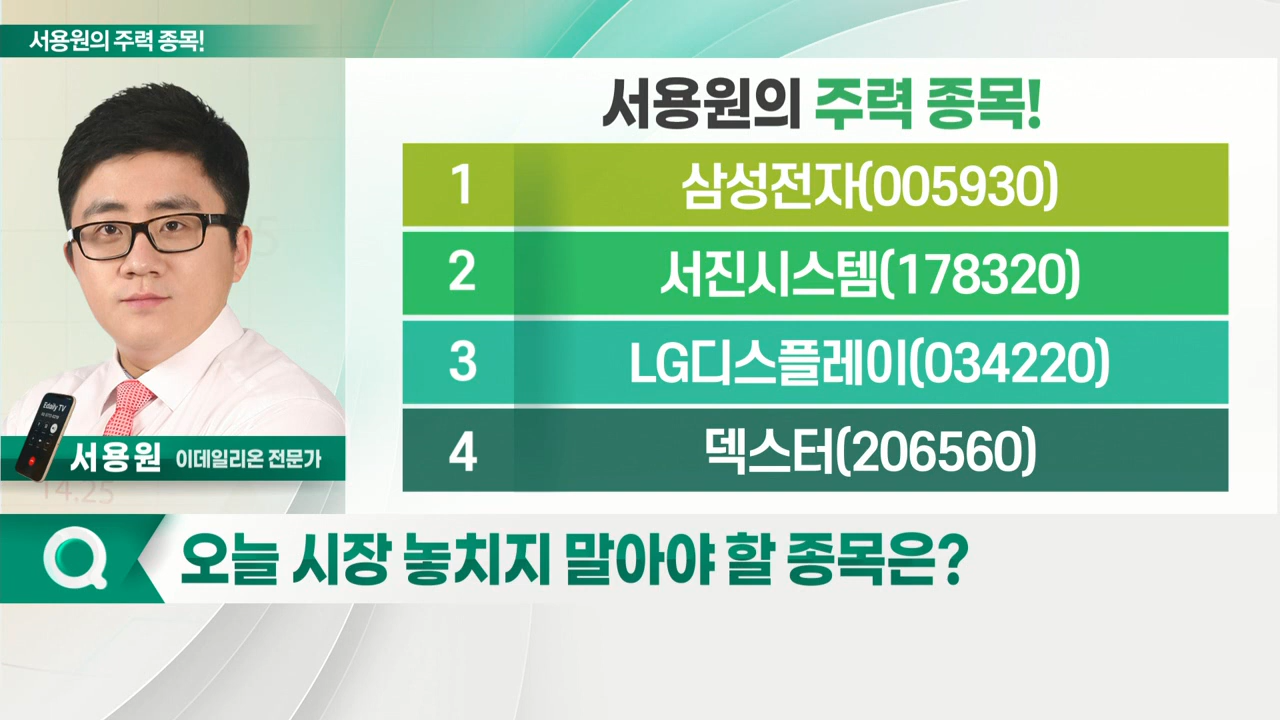 서용원의 주력 종목!
서용원의 주력 종목!
1 삼성전자(005930)
2 서진시스템(178320)
3 LG디스플레이(034220)
4 덱스터(206560)
Edaily TV
서용원 이데일리온 전문가
14.25
Q 오늘 시장 놓치지 말아야 할 종목은?